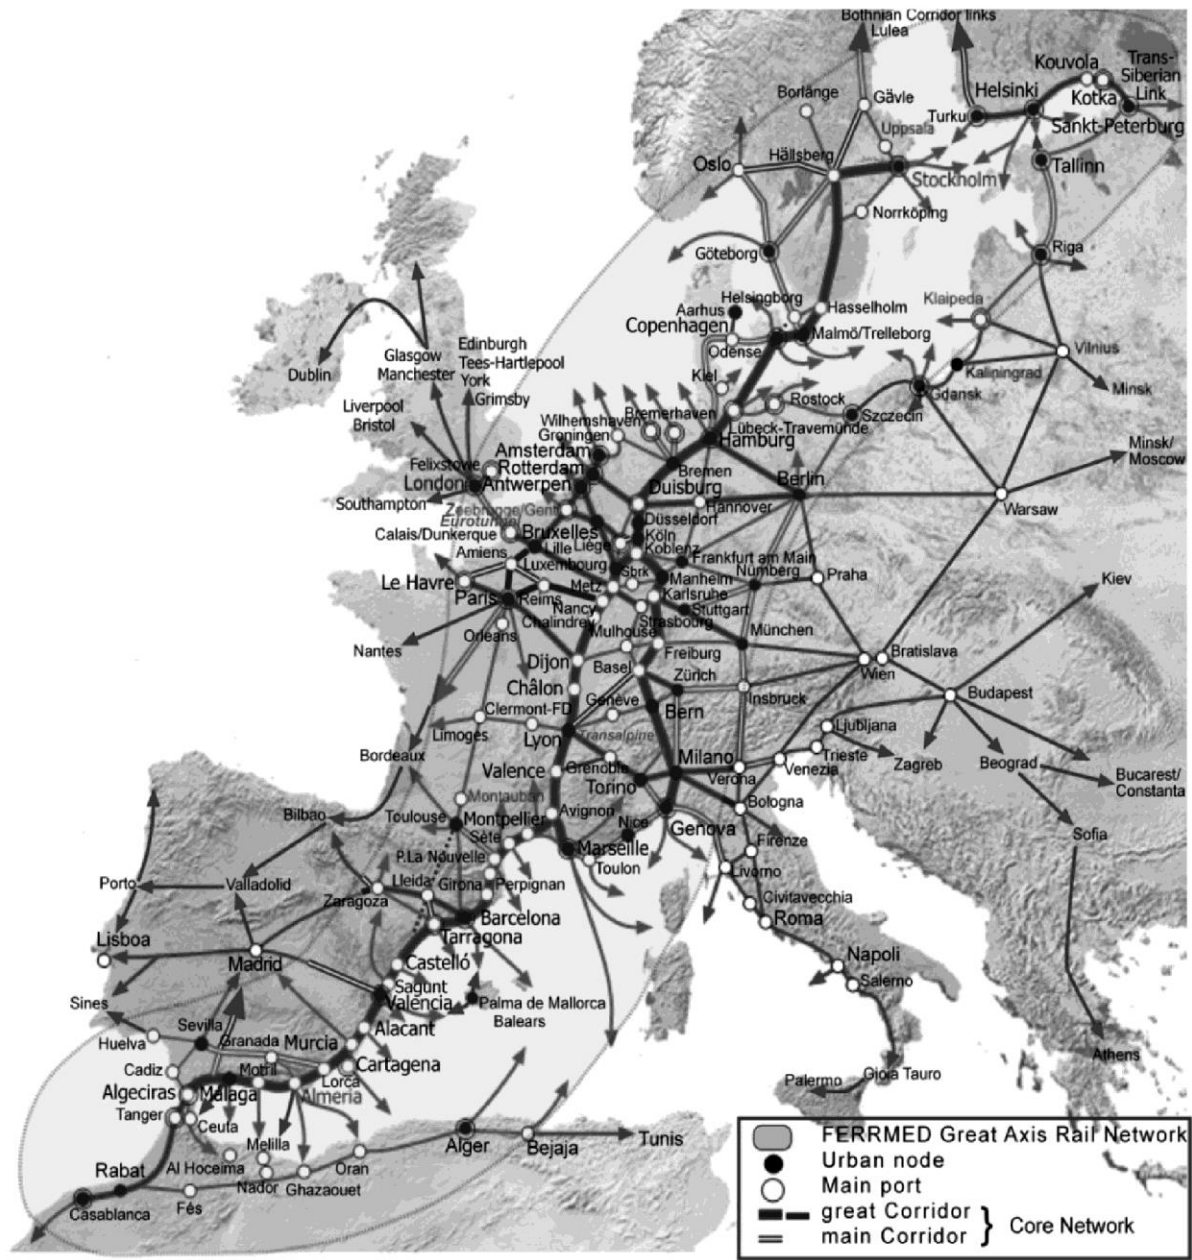 Bothnian Corridor links
Lulea
Kouvola
Trans-
Siberian
Link
Borlänge
Gävle
Helsinki
Kotka
Turku
Sankt-Peterburg
Uppsala
Hällsberg
Oslo
Tallinn
Stockholm
Norrköping
Göteborg
Riga
Helsingborg
Klaipeda
Aarhus
Hasselholm
Copenhagen
Malmö/Trelleborg
Odense
Edinburgh
Glasgow
Tees-Hartlepool
Manchester
York
Grimsby
Dublin
Vilnius
Kaliningrad
Minsk
Kiel
Gdansk
Liverpool
Bristol
Rostock
Bremerhaven
Szczecin
Wilhemshaven
Lübeck-Travemünde
Groningen
Hamburg
Minsk/
Moscow
Amsterdam
Felixstowe
Rotterdam
Bremen
London
Antwerpen
Berlin
Duisburg
Southampton
Hannover
Warsaw
Zeebrugge/Gent
Eurotunnel
Düsseldorf
Calais/Dunkerque
Bruxelles
Köln
Lille
Liège
Koblenz
Amiens
Luxembourg
Frankfurt am Main
Sbrk
Nürnberg
Praha
Kiev
Le Havre
Metz
Manheim
Paris
Reims
Karlsruhe
Nancy
Stuttgart
Chalindrey
Strasbourg
Orleans
Mulhouse
München
Nantes
Freiburg
Bratislava
Dijon
Basel
Wien
Zürich
Châlon
Insbruck
Budapest
Genève
Clermont-FD
Bern
Limoges
Lyon
Transalpine
Ljubljana
Bordeaux
Milano
Trieste
Grenoble
Verona
Venezia
Zagreb
Beograd
Valence
Torino
Bucarest/
Constanta
Montauban
Bologna
Bilbao
Toulouse
Montpellier
Avignon
Nice
Genova
Sofia
Sète
Marseille
Firenze
P.La Nouvelle
Toulon
Livorno
Porto
Valladolid
Lleida
Girona
Perpignan
Zaragoza
Civitavecchia
Barcelona
Roma
Lisboa
Tarragona
Madrid
Castelló
Napoli
Sagunt
Salerno
Sines
València
Palma de Mallorca
Balears
Sevilla
Alacant
Huelva
Granada
Murcia
Athens
Cadiz
Motril
Lorca
Cartagena
Palermo
Gioia Tauro
Algeciras
Màlaga
Almeria
Tanger
Ceuta
Melilla
Alger
Bejaja
Tunis
Rabat
Al Hoceima
Oran
Nador
Ghazaouet
Casablanca
Fés
FERRMED Great Axis Rail Network
Urban node
Main port
great Corridor
main Corridor
} Core Network